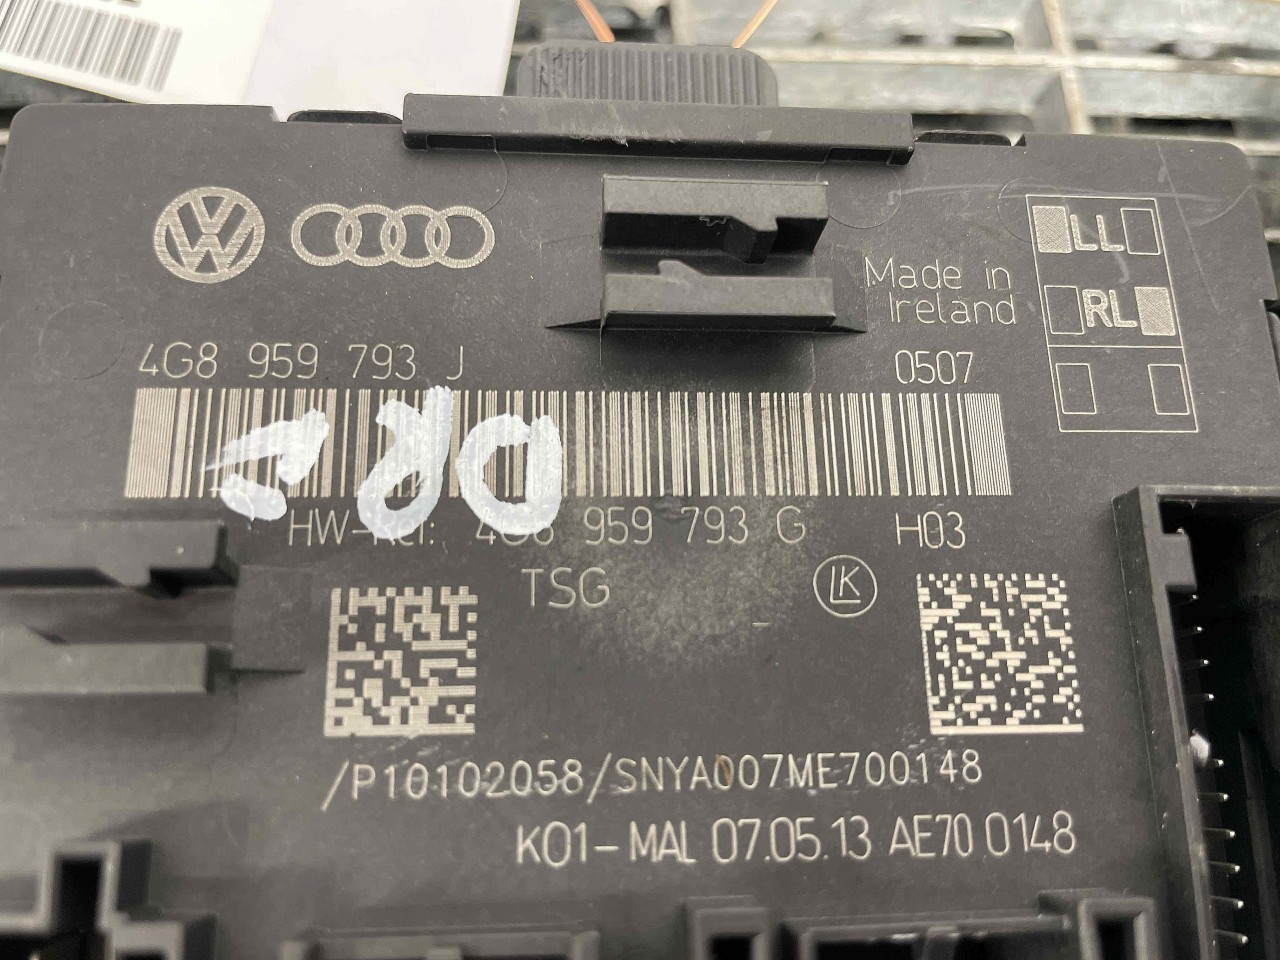 LL
Made in
RL
Ireland
4G8 959 793 J 0507
HW- 959 793 G H03
TSG LK
/P10102058/SNYA007ME700148
K01-MAL 07.05.13 AE70 0148